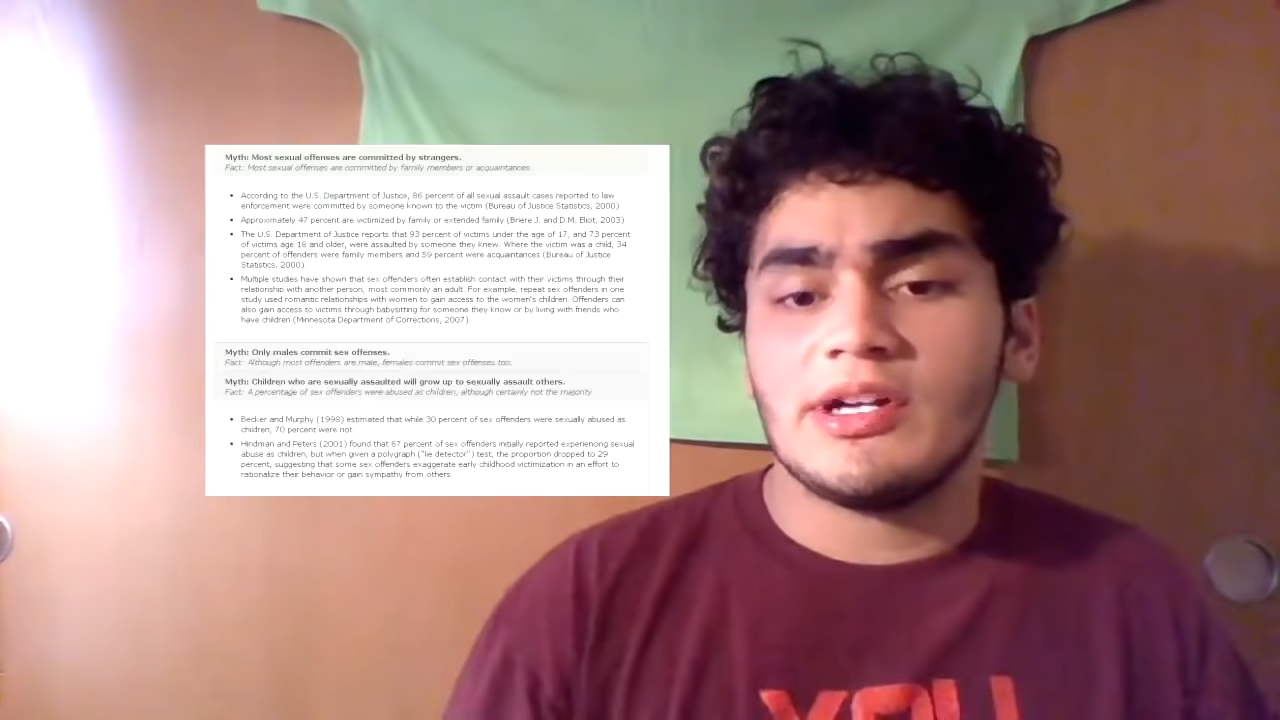 Myth: Most sexual offenses are committed by strangers.
Fact: Most sexual offenses are committed by family members or acquaintances
• According to the U.S. Department of Justice, 86 percent of all sexual assault cases reported to law
enforcement were committed by someone known to the victim (Bureau of Justice Statistics, 2000)
• Approximately 47 percent are victimized by family or extended family (Briere J. and D.M. Eliot, 2003)
• The U.S. Department of Justice reports that 93 percent of victims under the age of 17, and 73 percent
of victims age 18 and older, were assaulted by someone they knew. Where the victim was a child, 34
percent of offenders were family members and 59 percent were acquaintances (Bureau of Justice
Statistics, 2000)
• Multiple studies have shown that sex offenders often establish contact with their victims through their
relationship with another person, most commonly an adult. For example, repeat sex offenders in one
study used romantic relationships with women to gain access to the women's children. Offenders can
also gain access to victims through babysitting for someone they know or by living with friends who
have children (Minnesota Department of Corrections, 2007)
Myth: Only males commit sex offenses.
Fact: Although most offenders are male, females commit sex offenses too.
Myth: Children who are sexually assaulted will grow up to sexually assault others.
Fact: A percentage of sex offenders were abused as children, although certainly not the majority
• Becker and Murphy (1998) estimated that while 30 percent of sex offenders were sexually abused as
children, 70 percent were not
• Hindman and Peters (2001) found that 67 percent of sex offenders initially reported experiencing sexual
abuse as children, but when given a polygraph ("lie detector") test, the proportion dropped to 29
percent, suggesting that some sex offenders exaggerate early childhood victimization in an effort to
rationalize their behavior or gain sympathy from others.
YOU